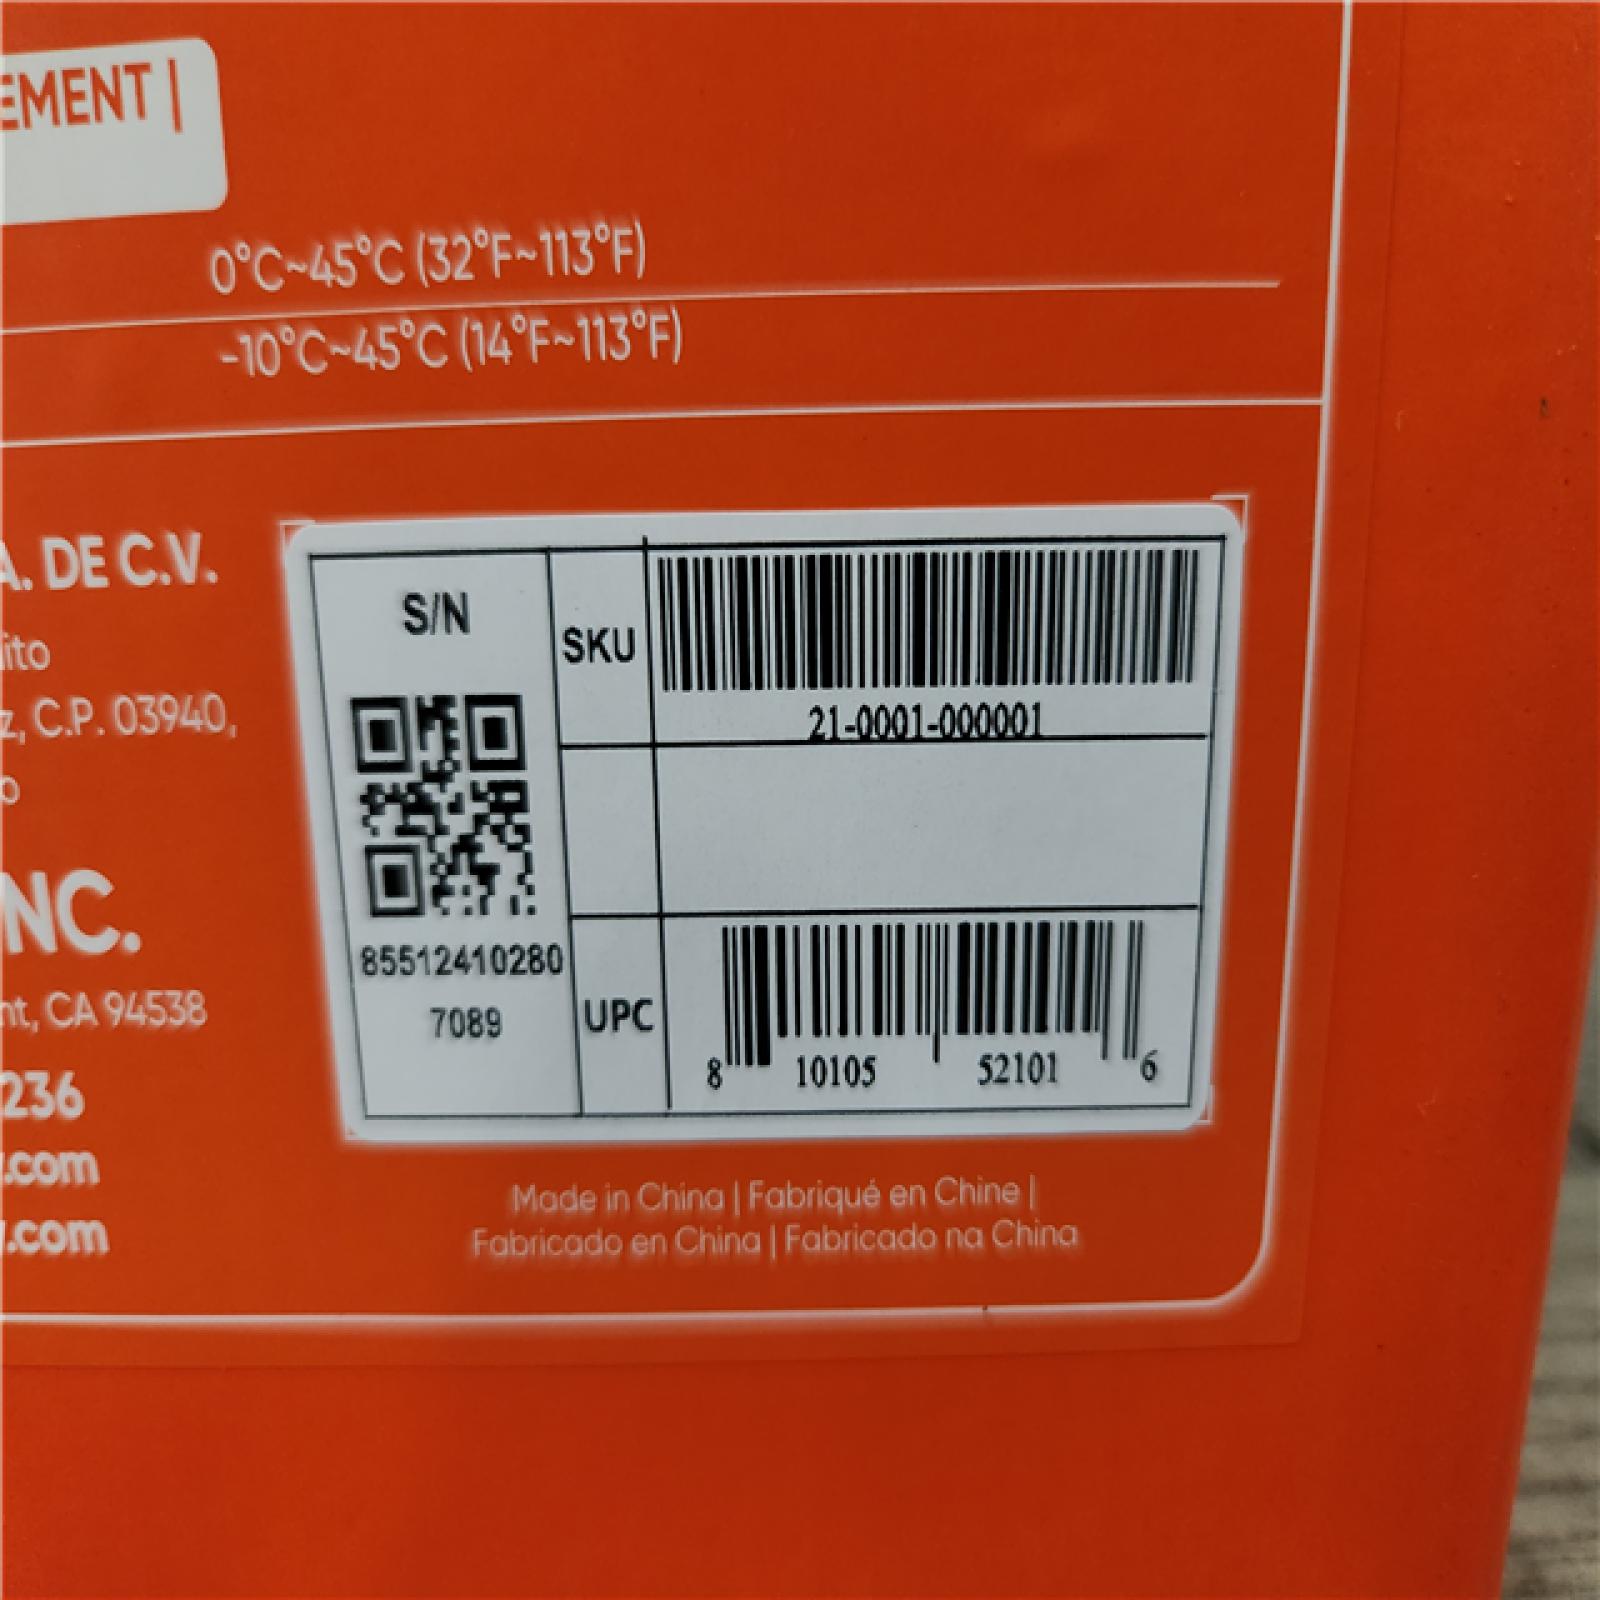 EMENT |
0°C~45°C (32°F~113°F)
-10°C~45°C (14°F~113°F)
A. DE C.V.
ito
z, C.P. 03940,
o
NC.
nt, CA 94538
236
.com
.com
S/N
85512410280
7089
SKU
21-0001-000001
UPC
8 10105 52101 6
Made in China | Fabriqué en Chine |
Fabricado en China | Fabricado na China